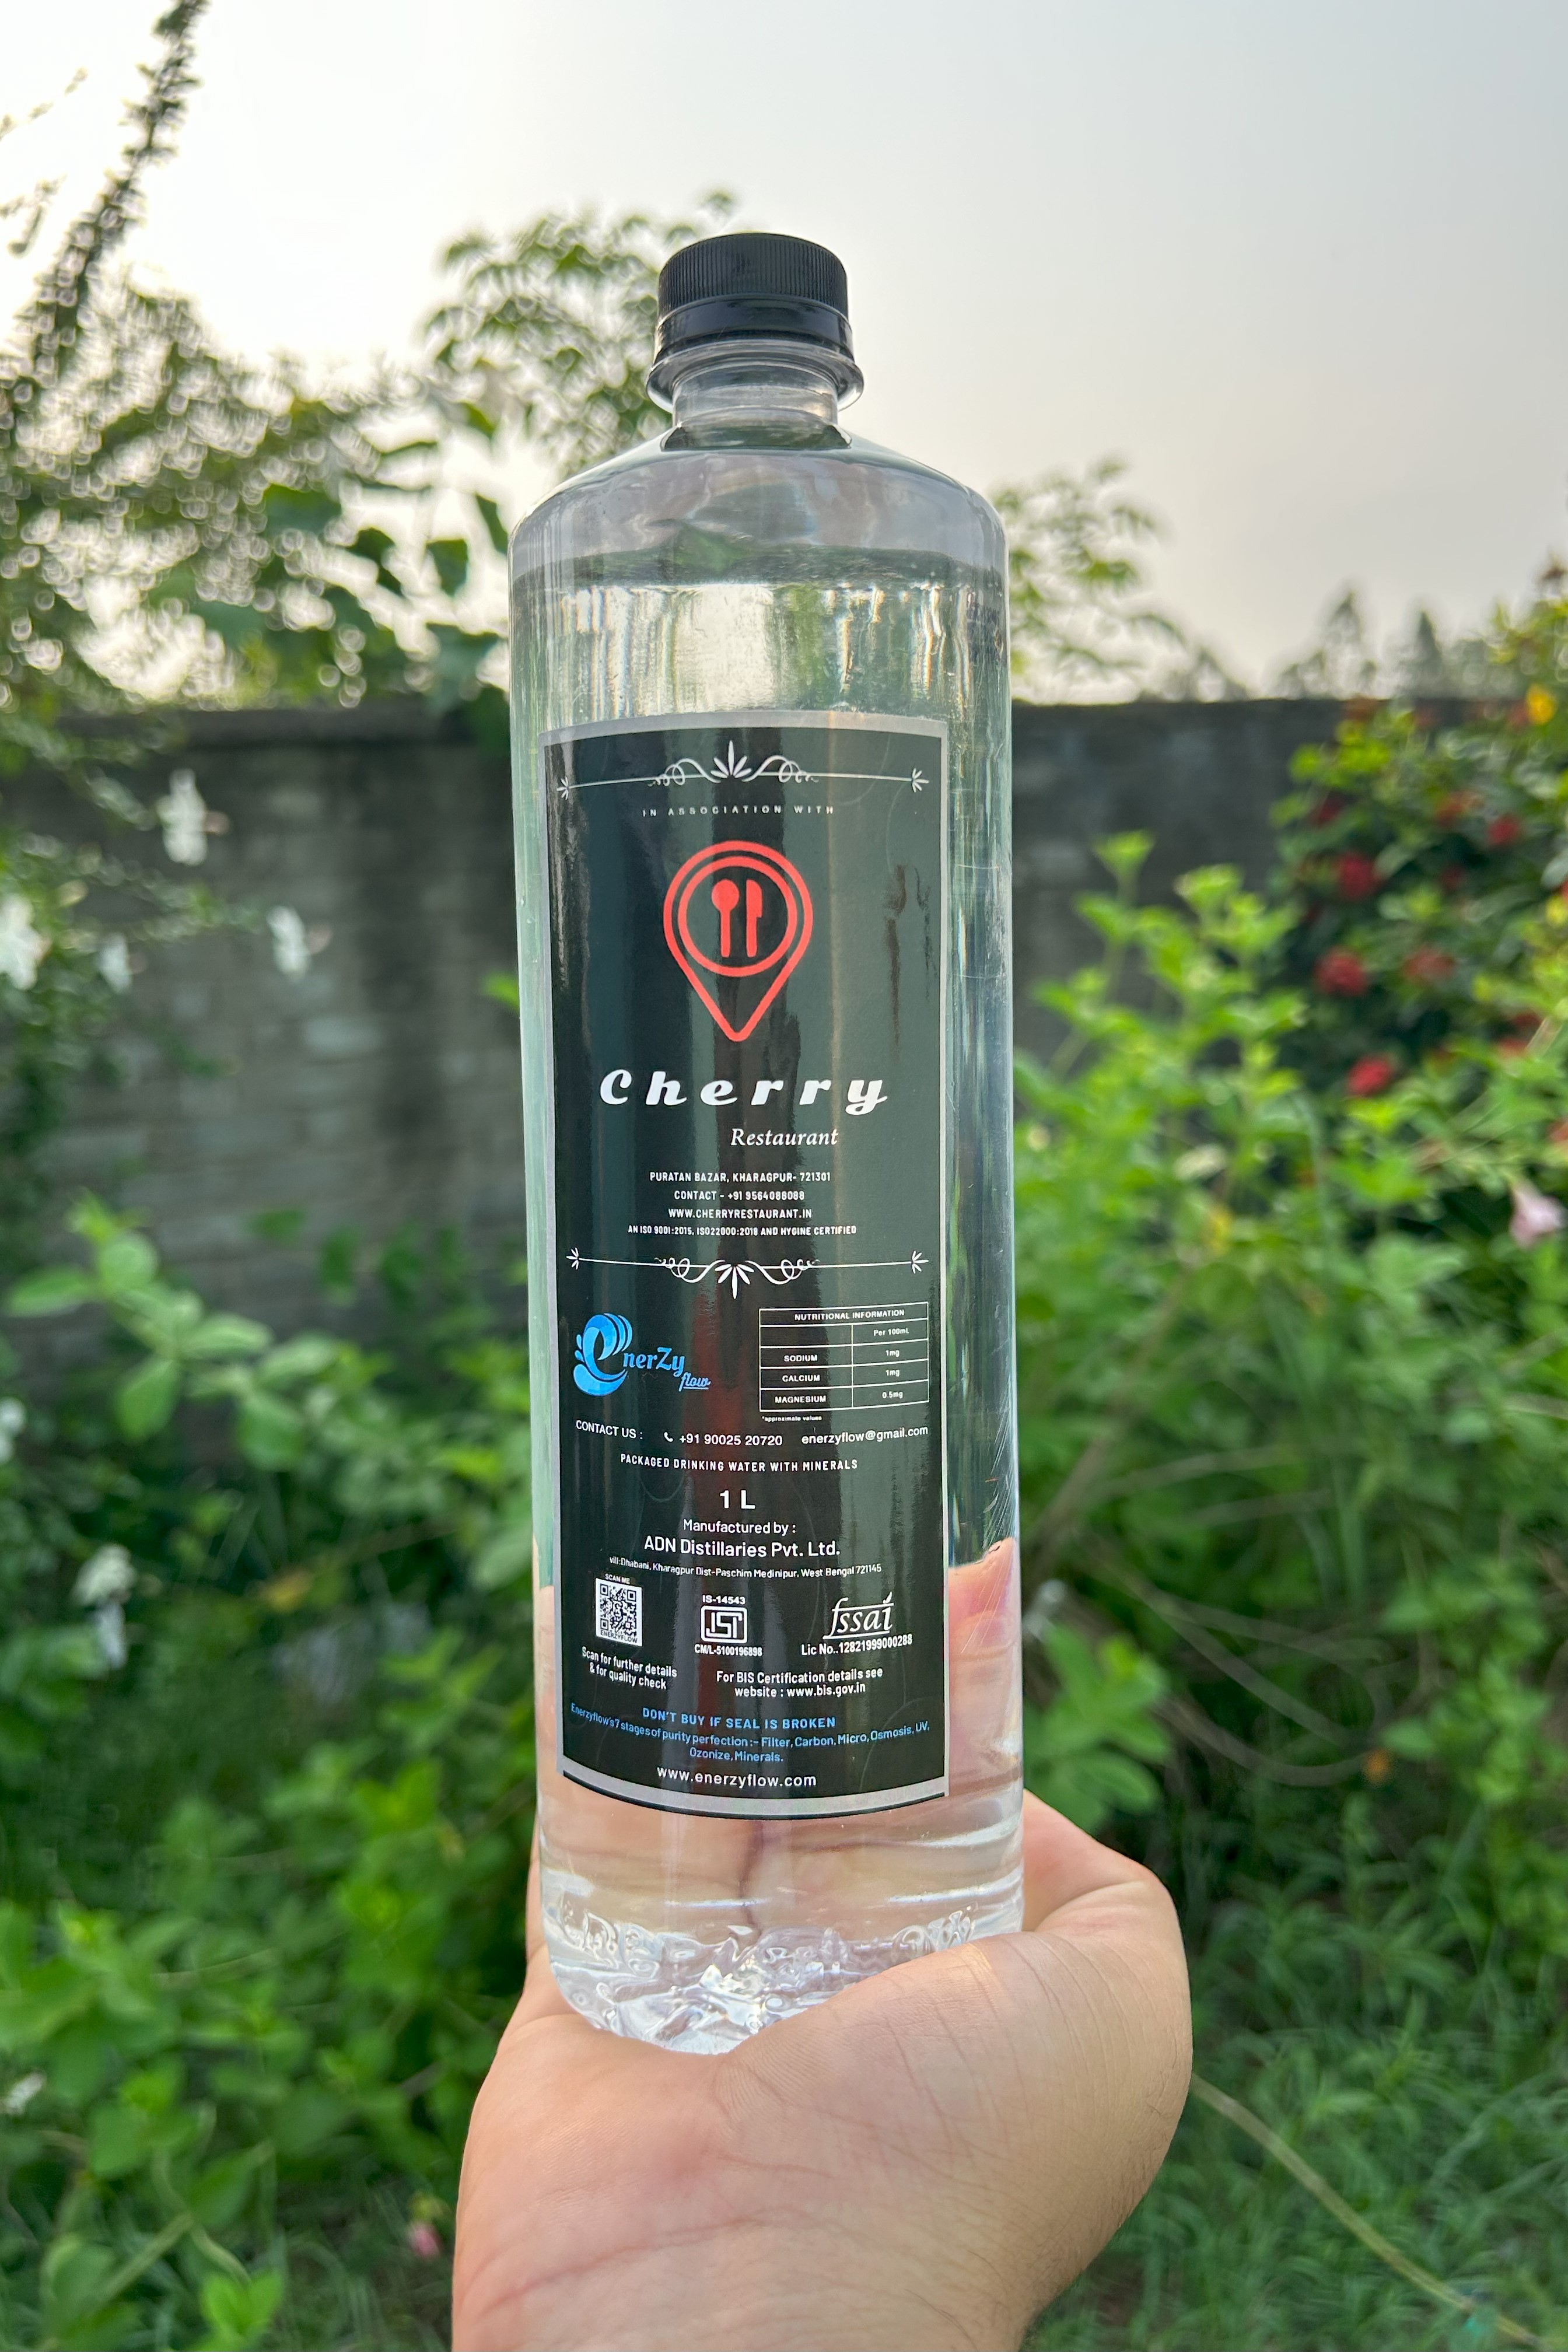 IN ASSOCIATION WITH
Cherry
Restaurant
PURATAN BAZAR, KHARAGPUR- 721301
CONTACT - +91 9564088088
WWW.CHERRYRESTAURANT.IN
AN ISO 9001:2015, ISO22000:2018 AND HYGINE CERTIFIED
enerZy
flow
NUTRITIONAL INFORMATION
Per 100mL
SODIUM 1mg
CALCIUM 1mg
MAGNESIUM 0.5mg
*approximate values
CONTACT US : +91 90025 20720 enerzyflow@gmail.com
PACKAGED DRINKING WATER WITH MINERALS
1 L
Manufactured by :
ADN Distillaries Pvt. Ltd.
vill:Dhabani, Kharagpur Dist-Paschim Medinipur, West Bengal 721145
SCAN ME
ENERZYFLOW
Scan for further details
& for quality check
IS-14543
ISI
CM/L-5100196898
fssai
Lic No..12821999000288
For BIS Certification details see
website : www.bis.gov.in
DON'T BUY IF SEAL IS BROKEN
Enerzyflow's 7 stages of purity perfection :- Filter, Carbon, Micro, Osmosis, UV,
Ozonize, Minerals.
www.enerzyflow.com